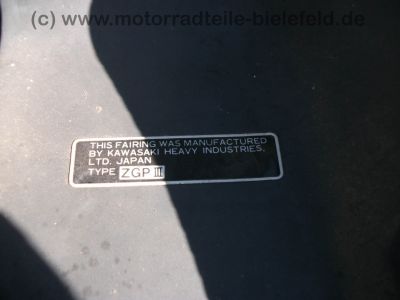 (c) www.motorradteile-bielefeld.de
THIS FAIRING WAS MANUFACTURED
BY KAWASAKI HEAVY INDUSTRIES,
LTD. JAPAN
TYPE ZGP III